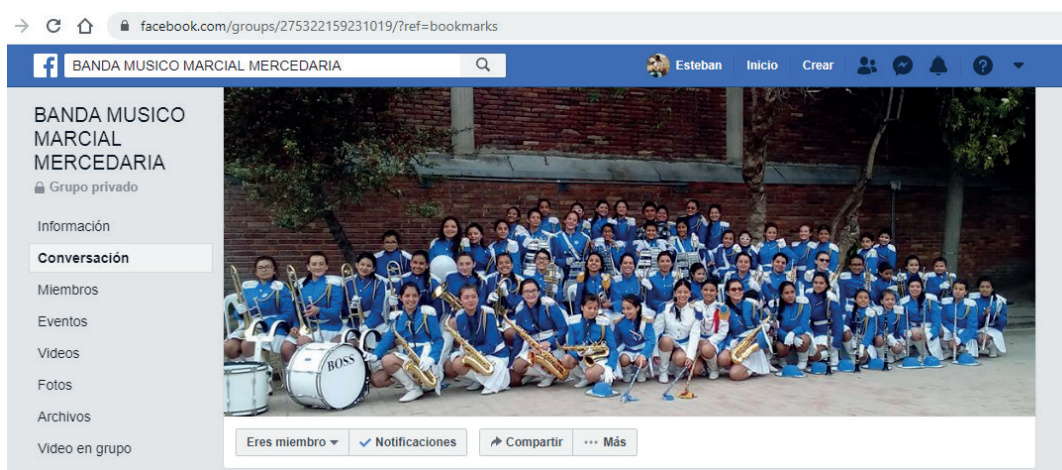 facebook.com/groups/275322159231019/?ref=bookmarks
f BANDA MUSICO MARCIAL MERCEDARIA Esteban Inicio Crear
BANDA MUSICO
MARCIAL
MERCEDARIA
Grupo privado
Información
Conversación
Miembros
Eventos
Videos
Fotos
Archivos
Video en grupo
BOSS
Eres miembro Notificaciones Compartir ... Más